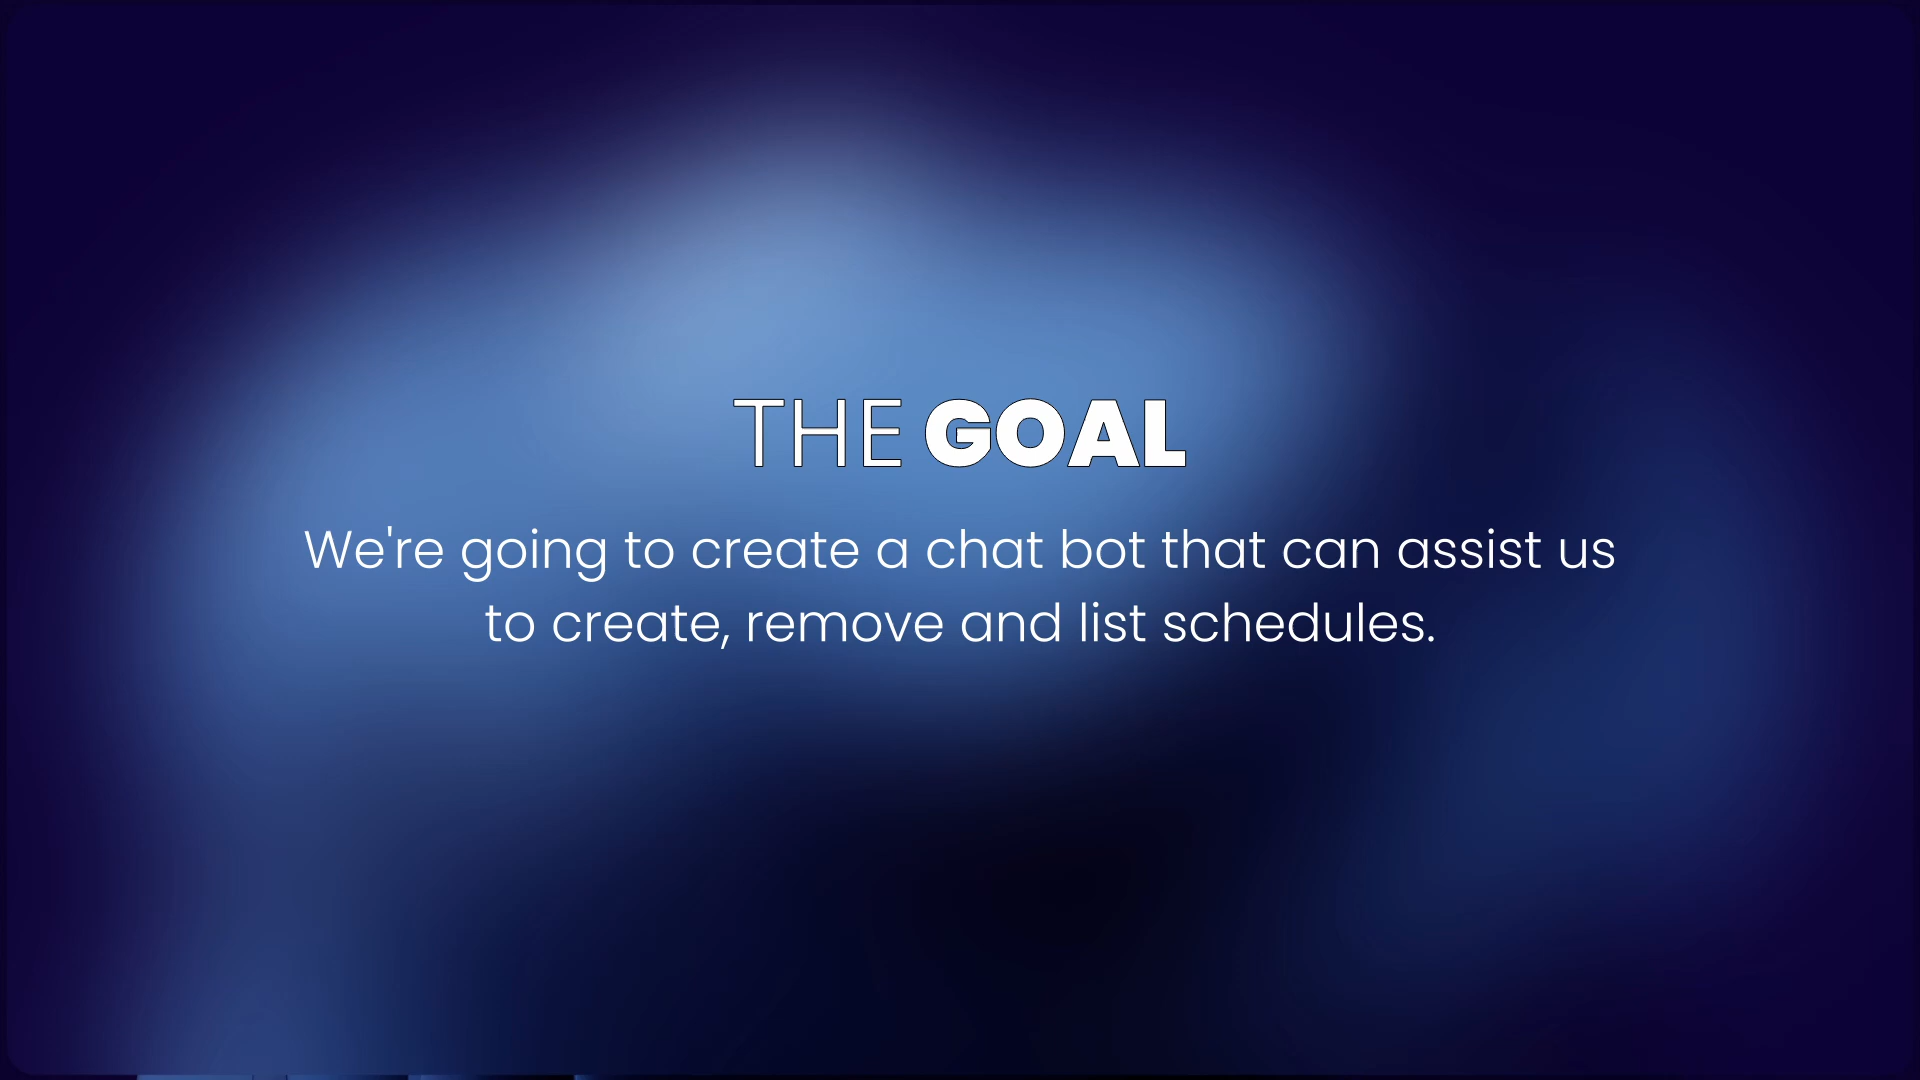 THE GOAL
We're going to create a chat bot that can assist us
to create, remove and list schedules.